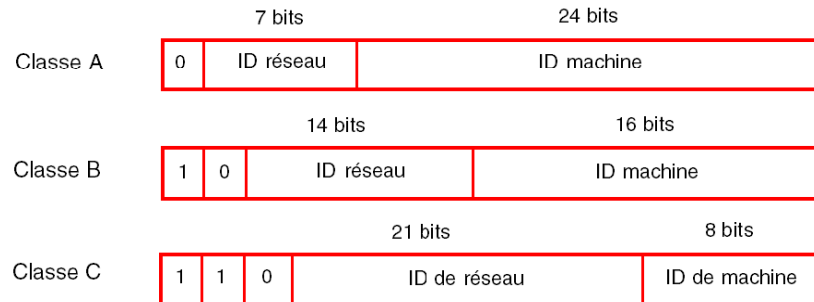 7 bits 24 bits
Classe A 0 ID réseau ID machine
14 bits 16 bits
Classe B 1 0 ID réseau ID machine
21 bits 8 bits
Classe C 1 1 0 ID de réseau ID de machine